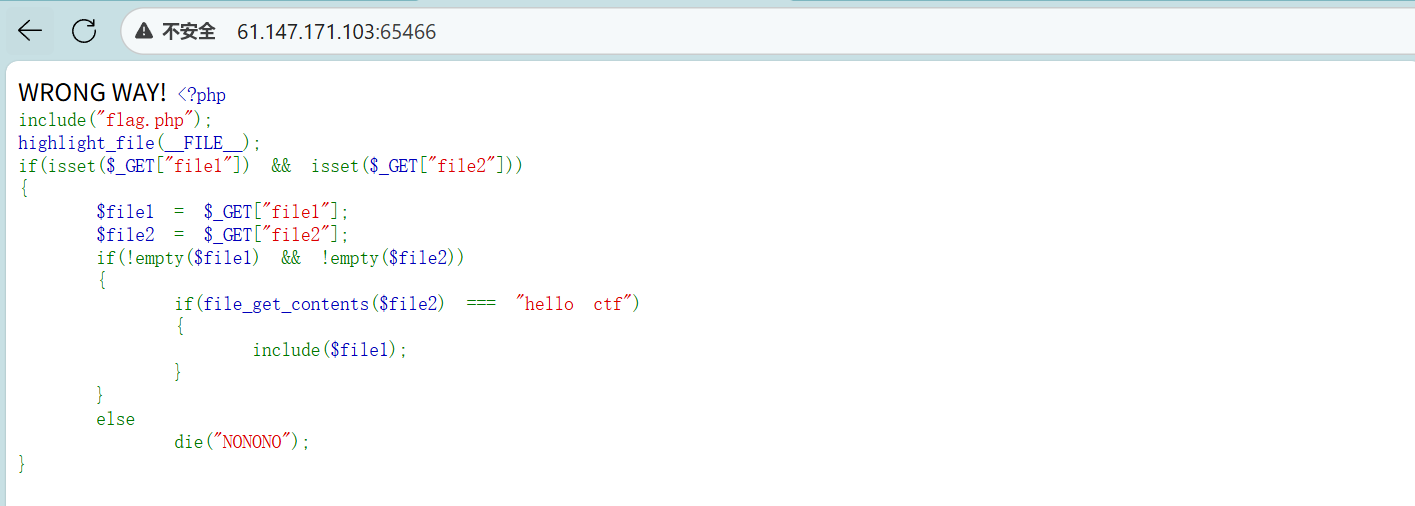 不安全 61.147.171.103:65466
WRONG WAY! <?php
include("flag.php");
highlight_file(__FILE__);
if(isset($_GET["file1"]) && isset($_GET["file2"]))
{
$file1 = $_GET["file1"];
$file2 = $_GET["file2"];
if(!empty($file1) && !empty($file2))
{
if(file_get_contents($file2) === "hello ctf")
{
include($file1);
}
}
else
die("NONONO");
}